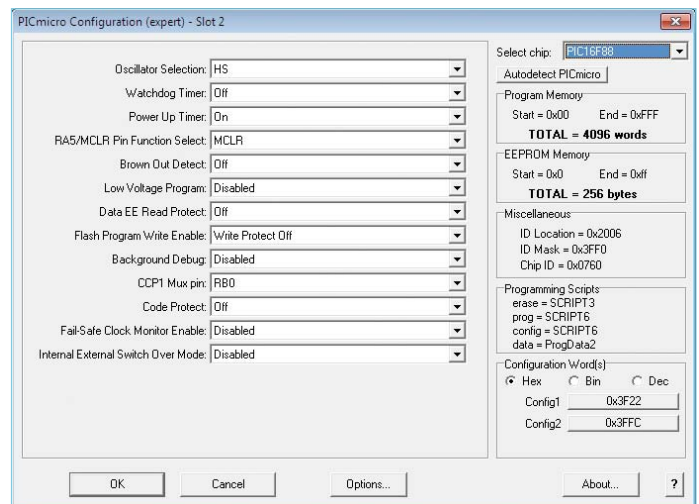 PICmicro Configuration (expert) - Slot 2
Oscillator Selection: HS
Watchdog Timer: Off
Power Up Timer: On
RA5/MCLR Pin Function Select: MCLR
Brown Out Detect: Off
Low Voltage Program: Disabled
Data EE Read Protect: Off
Flash Program Write Enable: Write Protect Off
Background Debug: Disabled
CCP1 Mux pin: RB0
Code Protect: Off
Fail-Safe Clock Monitor Enable: Disabled
Internal External Switch Over Mode: Disabled
Select chip: PIC16F88
Autodetect PICmicro
Program Memory
Start = 0x00 End = 0xFFF
TOTAL = 4096 words
EEPROM Memory
Start = 0x0 End = 0xff
TOTAL = 256 bytes
Miscellaneous
ID Location = 0x2006
ID Mask = 0x3FF0
Chip ID = 0x0760
Programming Scripts
erase = SCRIPT3
prog = SCRIPT6
config = SCRIPT6
data = ProgData2
Configuration Word(s)
Hex Bin Dec
Config1 0x3F22
Config2 0x3FFC
OK Cancel Options... About... ?